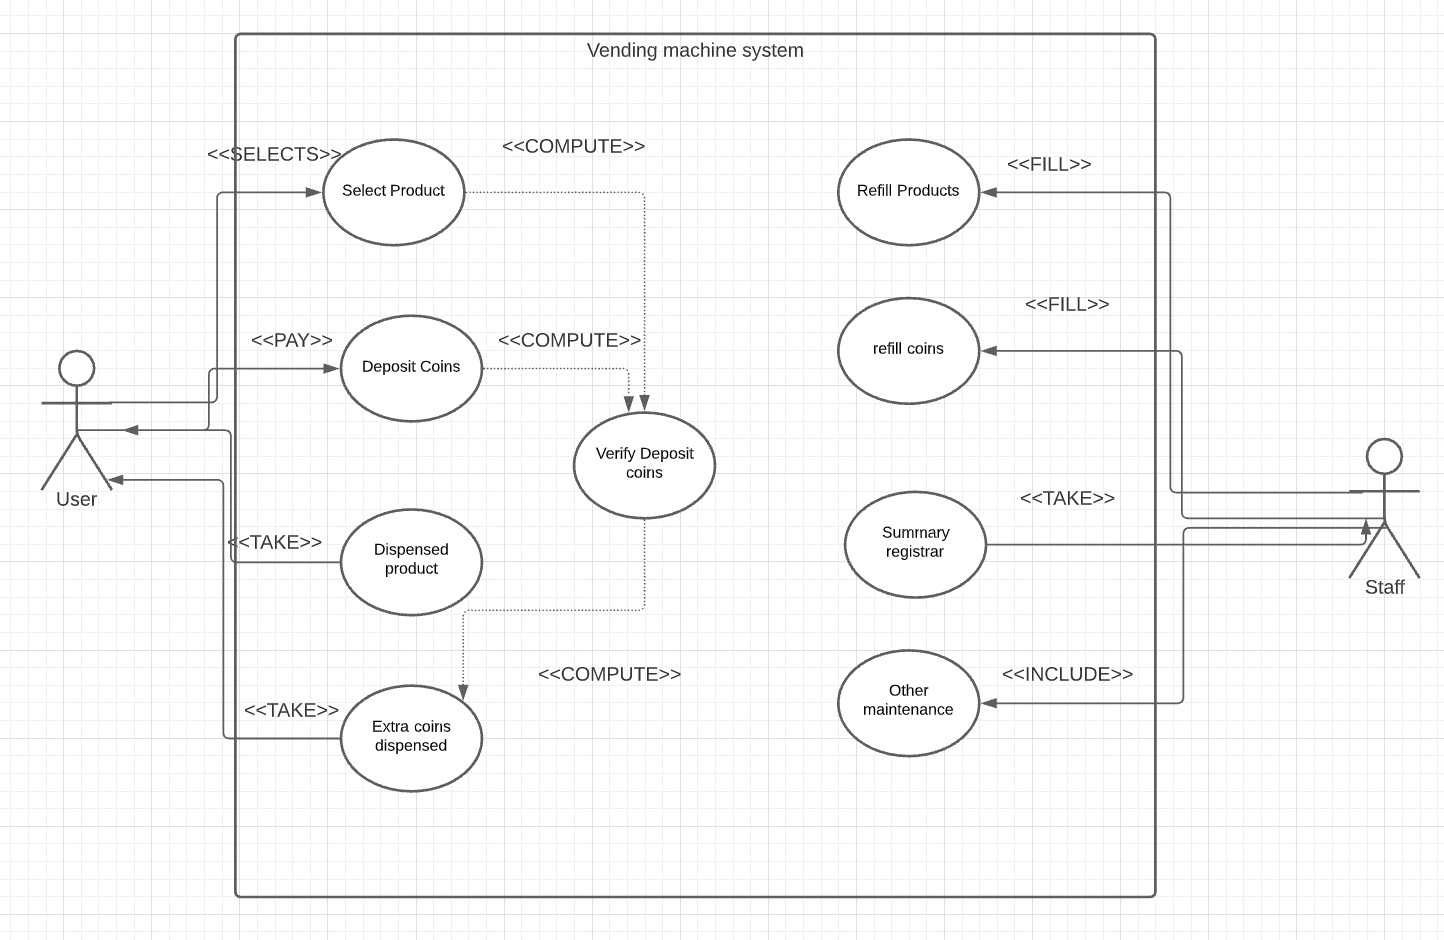 Vending machine system
<<SELECTS>>
<<COMPUTE>>
<<FILL>>
Select Product
Refill Products
<<FILL>>
<<PAY>>
<<COMPUTE>>
refill coins
Deposit Coins
Verify Deposit
coins
User
<<TAKE>>
<<TAKE>>
Summary
registrar
Dispensed
product
Staff
<<COMPUTE>>
<<INCLUDE>>
Other
maintenance
<<TAKE>>
Extra coins
dispensed